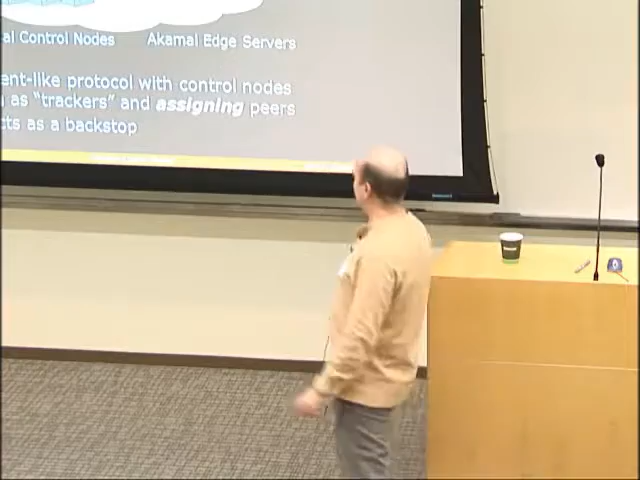 al Control Nodes
Akamai Edge Servers
ent-like protocol with control nodes
as "trackers" and assigning peers
cts as a backstop